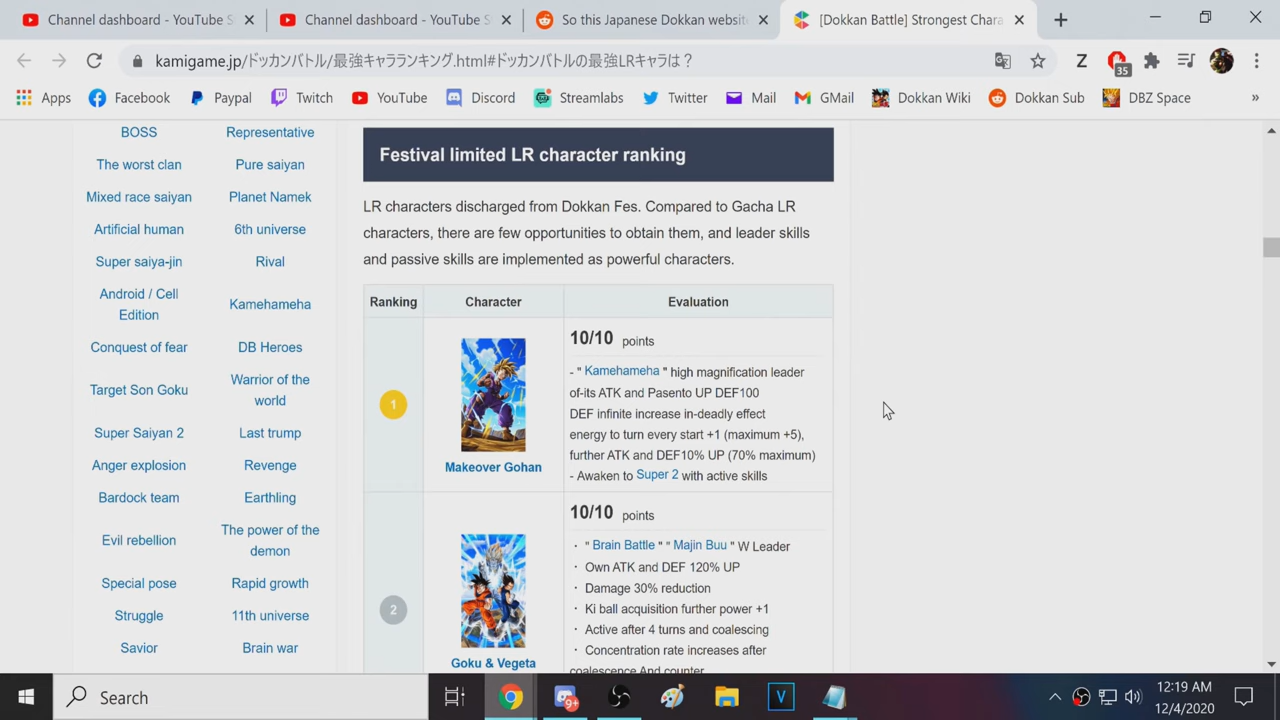 Channel dashboard - YouTube S
Channel dashboard - YouTube S
So this Japanese Dokkan website
[Dokkan Battle] Strongest Chara
kamigame.jp/ドッカンバトル/最強キャラランキング.html#ドッカンバトルの最強LRキャラは？
Z
35
Apps
Facebook
Paypal
Twitch
YouTube
Discord
Streamlabs
Twitter
Mail
GMail
Dokkan Wiki
Dokkan Sub
DBZ Space
»
BOSS
Representative
The worst clan
Pure saiyan
Mixed race saiyan
Planet Namek
Artificial human
6th universe
Super saiya-jin
Rival
Android / Cell
Edition
Kamehameha
Conquest of fear
DB Heroes
Target Son Goku
Warrior of the
world
Super Saiyan 2
Last trump
Anger explosion
Revenge
Bardock team
Earthling
Evil rebellion
The power of the
demon
Special pose
Rapid growth
Struggle
11th universe
Savior
Brain war
Festival limited LR character ranking
LR characters discharged from Dokkan Fes. Compared to Gacha LR
characters, there are few opportunities to obtain them, and leader skills
and passive skills are implemented as powerful characters.
Ranking
Character
Evaluation
1
Makeover Gohan
10/10 points
- " Kamehameha " high magnification leader
of-its ATK and Pasento UP DEF100
DEF infinite increase in-deadly effect
energy to turn every start +1 (maximum +5),
further ATK and DEF10% UP (70% maximum)
- Awaken to Super 2 with active skills
2
Goku & Vegeta
10/10 points
・ " Brain Battle " " Majin Buu " W Leader
・ Own ATK and DEF 120% UP
・ Damage 30% reduction
・ Ki ball acquisition further power +1
・ Active after 4 turns and coalescing
・ Concentration rate increases after
coalescence And counter
Search
9+
V
12:19 AM
12/4/2020